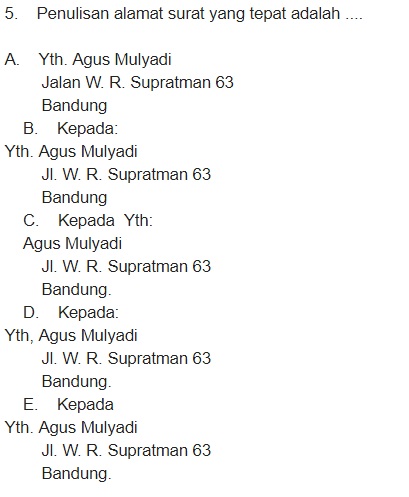 5. Penulisan alamat surat yang tepat adalah ....
A. Yth. Agus Mulyadi
Jalan W. R. Supratman 63
Bandung
B. Kepada:
Yth. Agus Mulyadi
Jl. W. R. Supratman 63
Bandung
C. Kepada Yth:
Agus Mulyadi
Jl. W. R. Supratman 63
Bandung.
D. Kepada:
Yth, Agus Mulyadi
Jl. W. R. Supratman 63
Bandung.
E. Kepada
Yth. Agus Mulyadi
Jl. W. R. Supratman 63
Bandung.